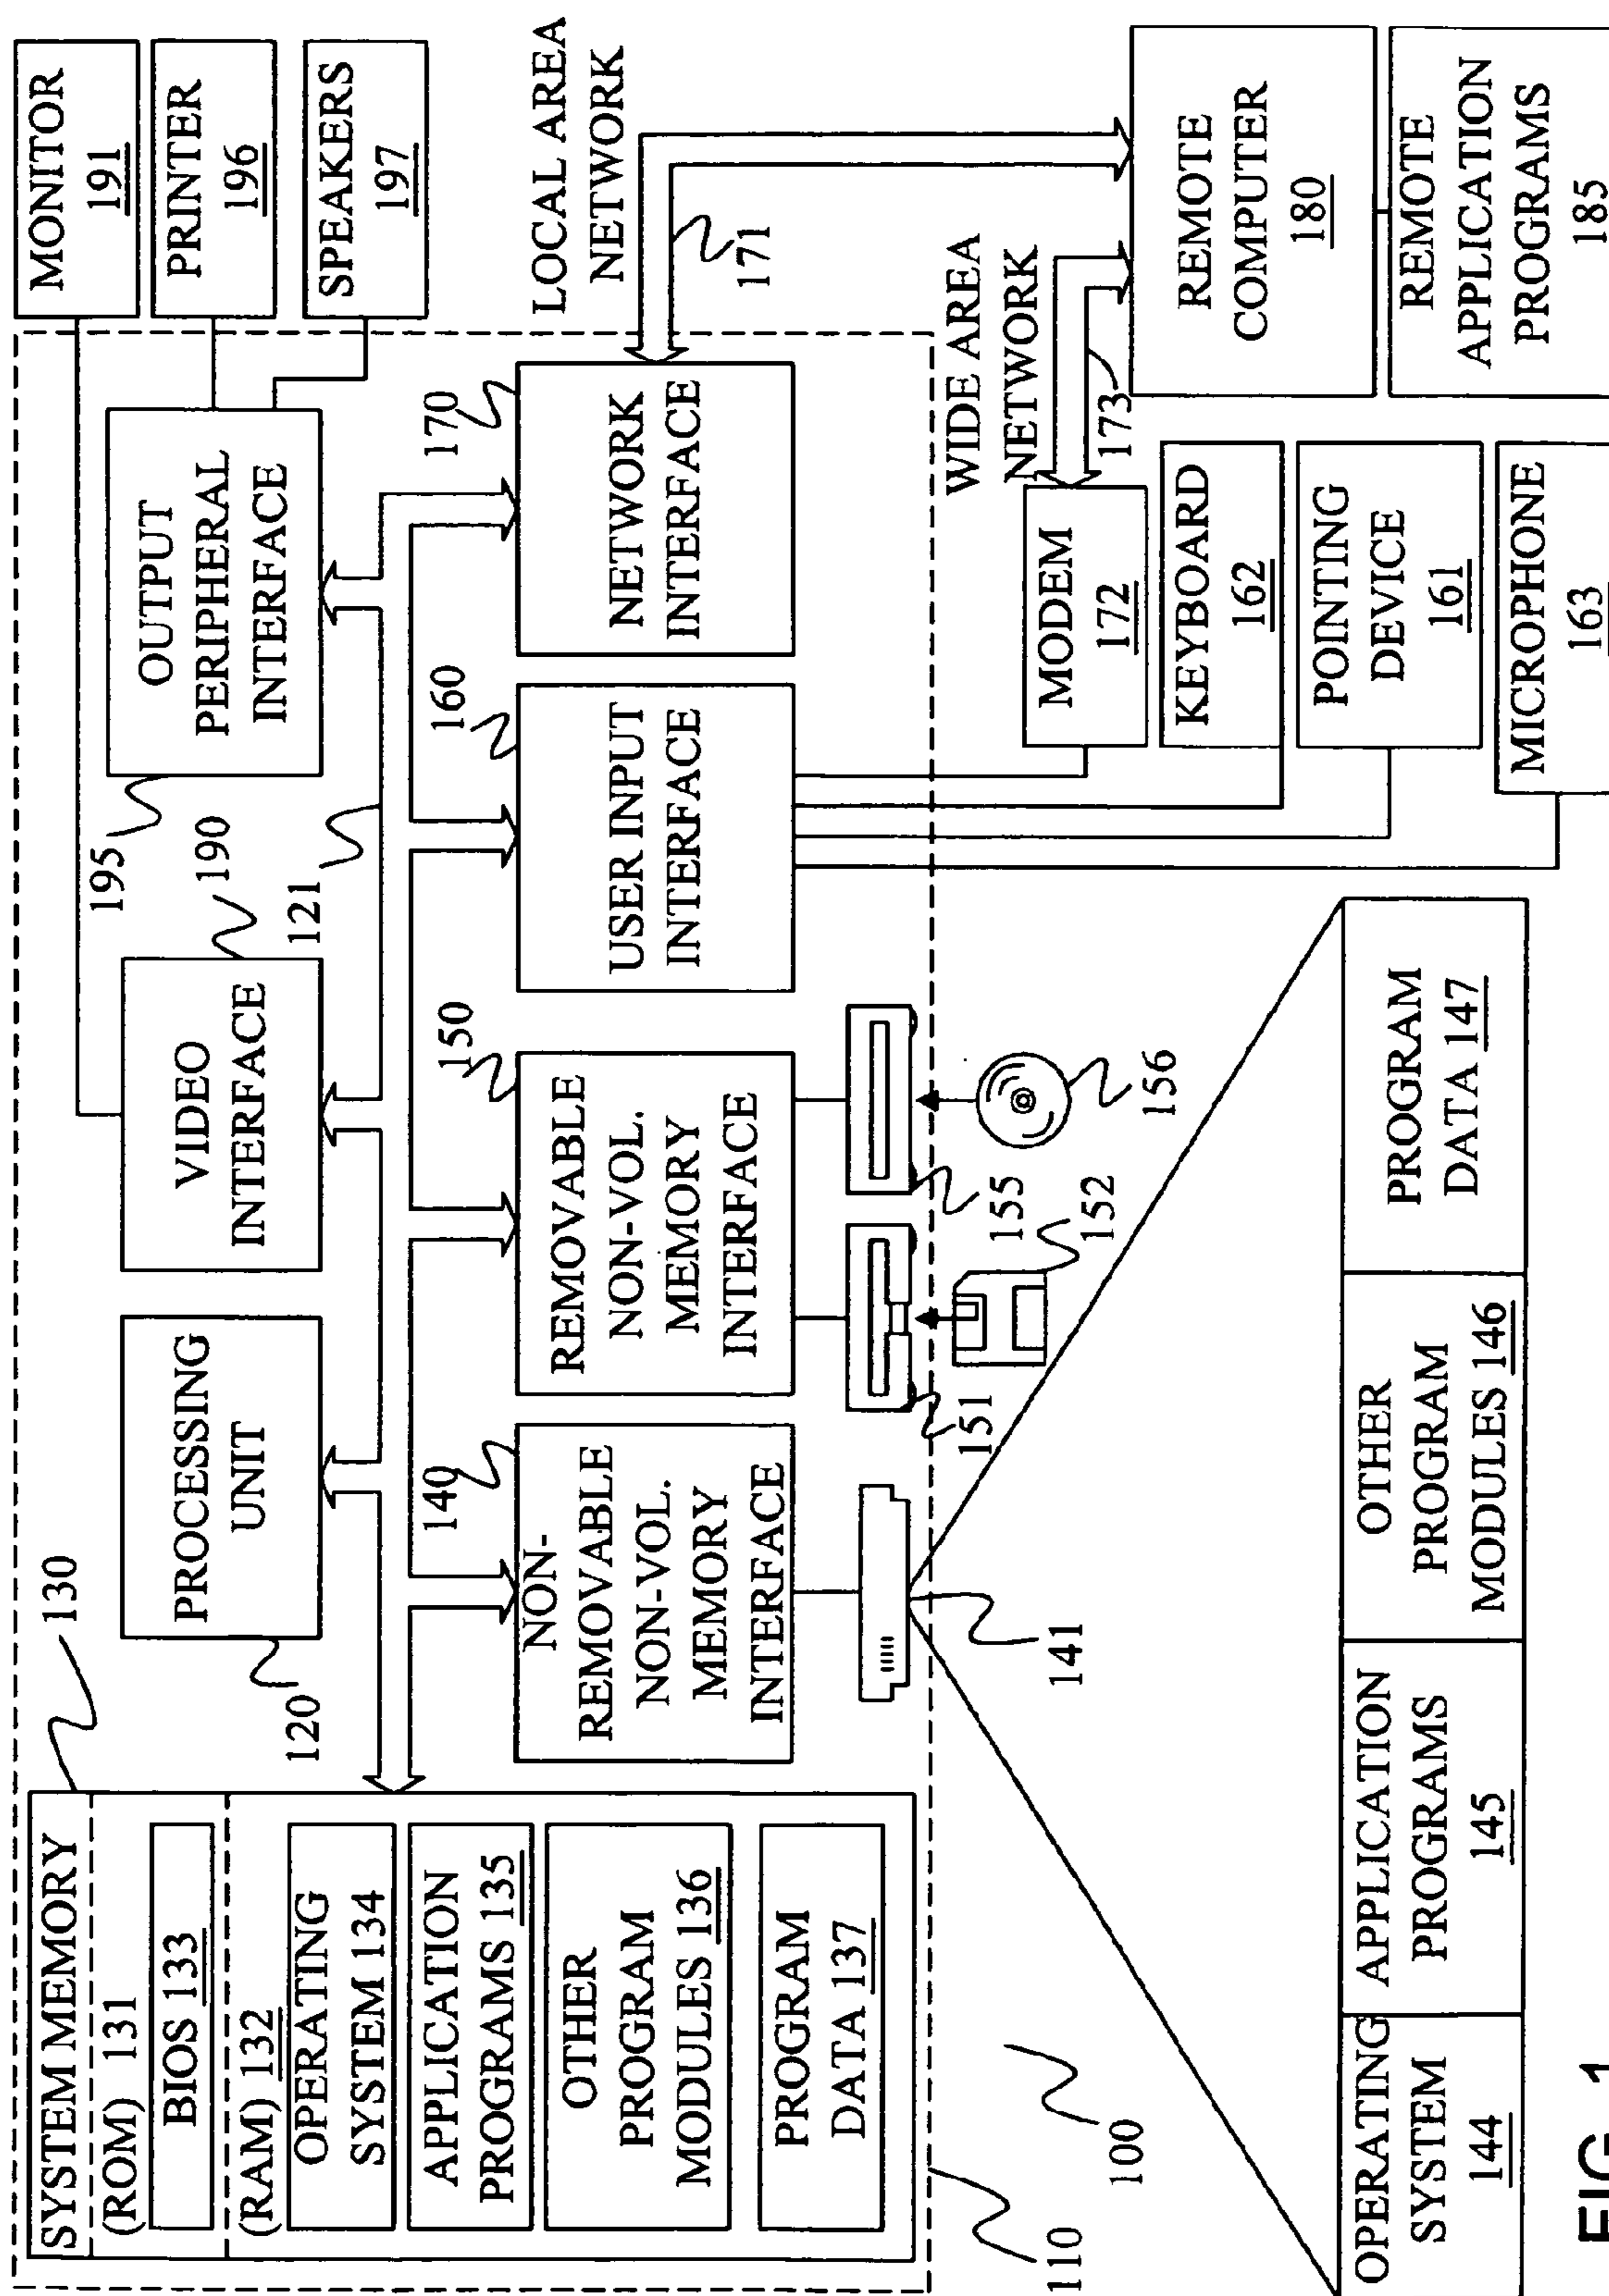 SYSTEM MEMORY
(ROM) 131
BIOS 133
(RAM) 132
OPERATING
SYSTEM 134
APPLICATION
PROGRAMS 135
OTHER
PROGRAM
MODULES 136
PROGRAM
DATA 137
130
PROCESSING
UNIT
120
VIDEO
INTERFACE
190
121
OUTPUT
PERIPHERAL
INTERFACE
195
MONITOR
191
PRINTER
196
SPEAKERS
197
NON-
REMOVABLE
NON-VOL.
MEMORY
INTERFACE
140
REMOVABLE
NON-VOL.
MEMORY
INTERFACE
150
USER INPUT
INTERFACE
160
NETWORK
INTERFACE
170
LOCAL AREA
NETWORK
171
WIDE AREA
NETWORK
173
141
151
152
155
156
MODEM
172
KEYBOARD
162
POINTING
DEVICE
161
MICROPHONE
163
REMOTE
COMPUTER
180
REMOTE
APPLICATION
PROGRAMS
185
110
100
OPERATING
SYSTEM
144
APPLICATION
PROGRAMS
145
OTHER
PROGRAM
MODULES 146
PROGRAM
DATA 147
FIG. 1